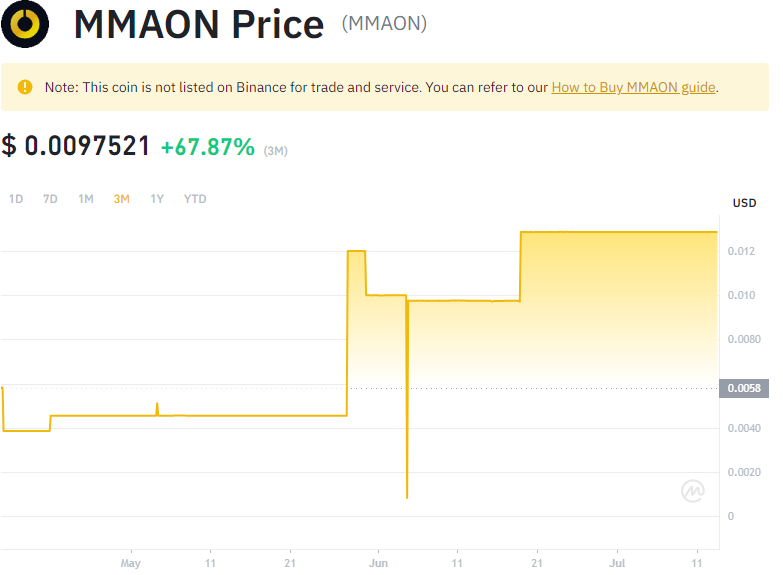 MMAON Price (MMAON)
Note: This coin is not listed on Binance for trade and service. You can refer to our How to Buy MMAON guide.
$ 0.0097521 +67.87% (3M)
1D 7D 1M 3M 1Y YTD
USD
0.012
0.010
0.0080
0.0058
0.0040
0.0020
0
May 11 21 Jun 11 21 Jul 11